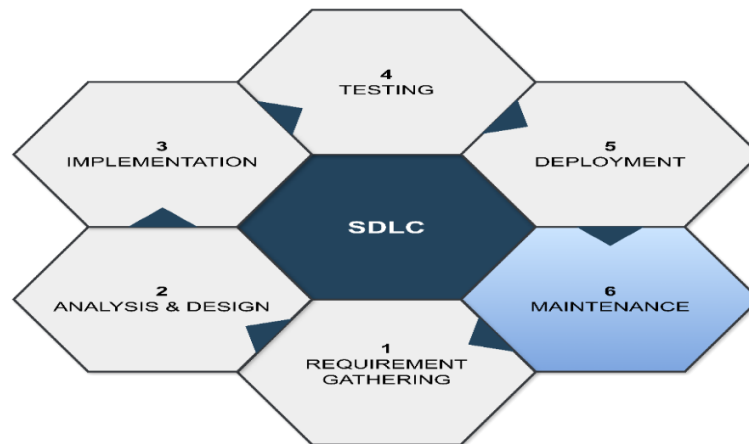 4
TESTING
3
IMPLEMENTATION
5
DEPLOYMENT
SDLC
2
ANALYSIS & DESIGN
6
MAINTENANCE
1
REQUIREMENT
GATHERING